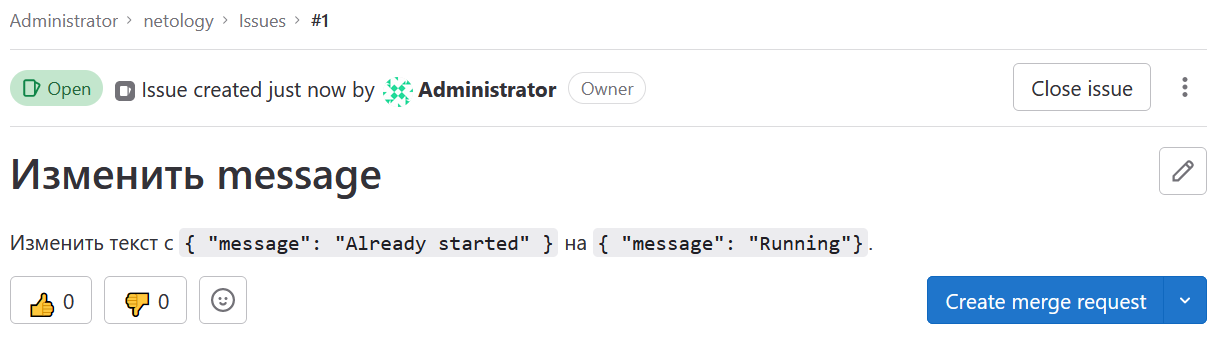 Administrator > netology > Issues > #1
Open Issue created just now by Administrator Owner Close issue
Изменить message
Изменить текст с { "message": "Already started" } на { "message": "Running"}.
0 0 Create merge request